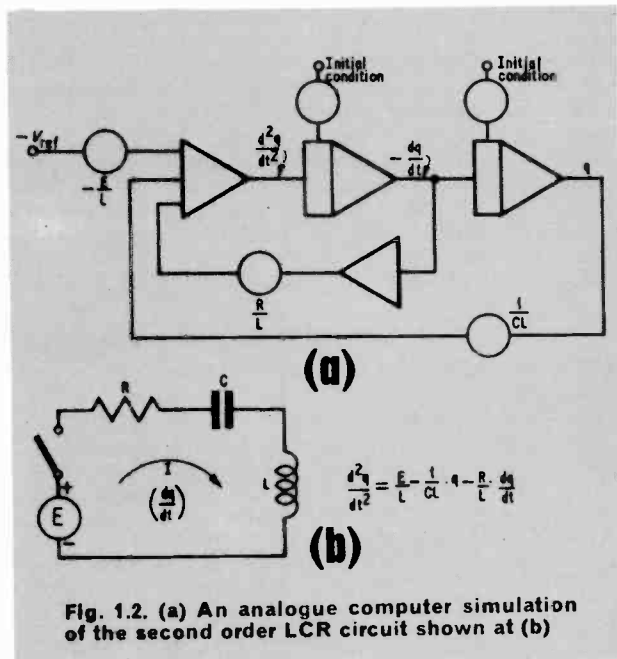 Initial
condition
Initial
condition
- Vref
- E/L
d²q/dt²)
- dq/dt)
q
R/L
1/CL
(a)
R
C
I
(dq/dt)
L
+
E
-
d²q/dt² = E/L - 1/CL · q - R/L · dq/dt
(b)
Fig. 1.2. (a) An analogue computer simulation
of the second order LCR circuit shown at (b)